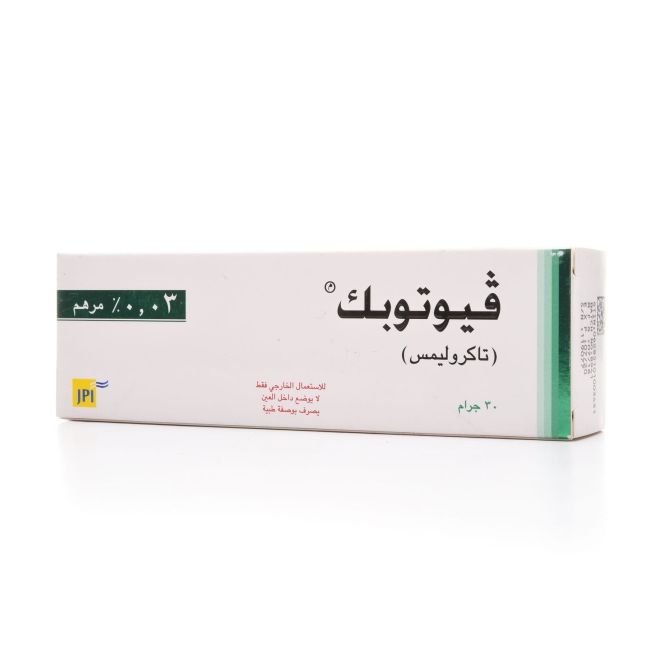 ڤيوتوبك
(تاكروليمس)
٠,٠٣٪ مرهم
للاستعمال الخارجي فقط
لا يوضع داخل العين
يصرف بوصفة طبية
٣٠ جرام
JPI